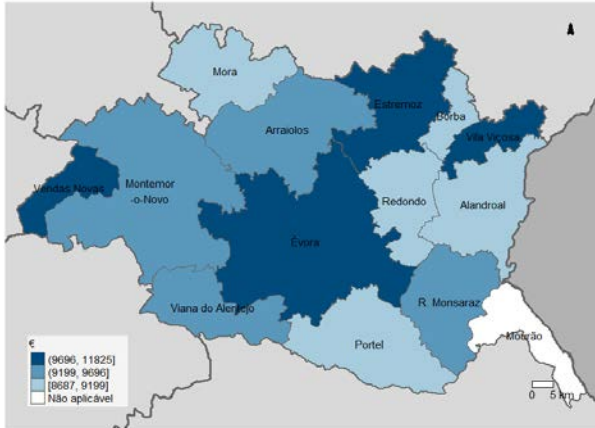 Mora
Estremoz
Borba
Arraiolos
Vila Viçosa
Vendas Novas
Montemor
-o-Novo
Redondo
Alandroal
Évora
R. Monsaraz
Viana do Alentejo
Mourão
Portel
€
(9696, 11825]
(9199, 9696]
[8687, 9199]
Não aplicável
0 5 km